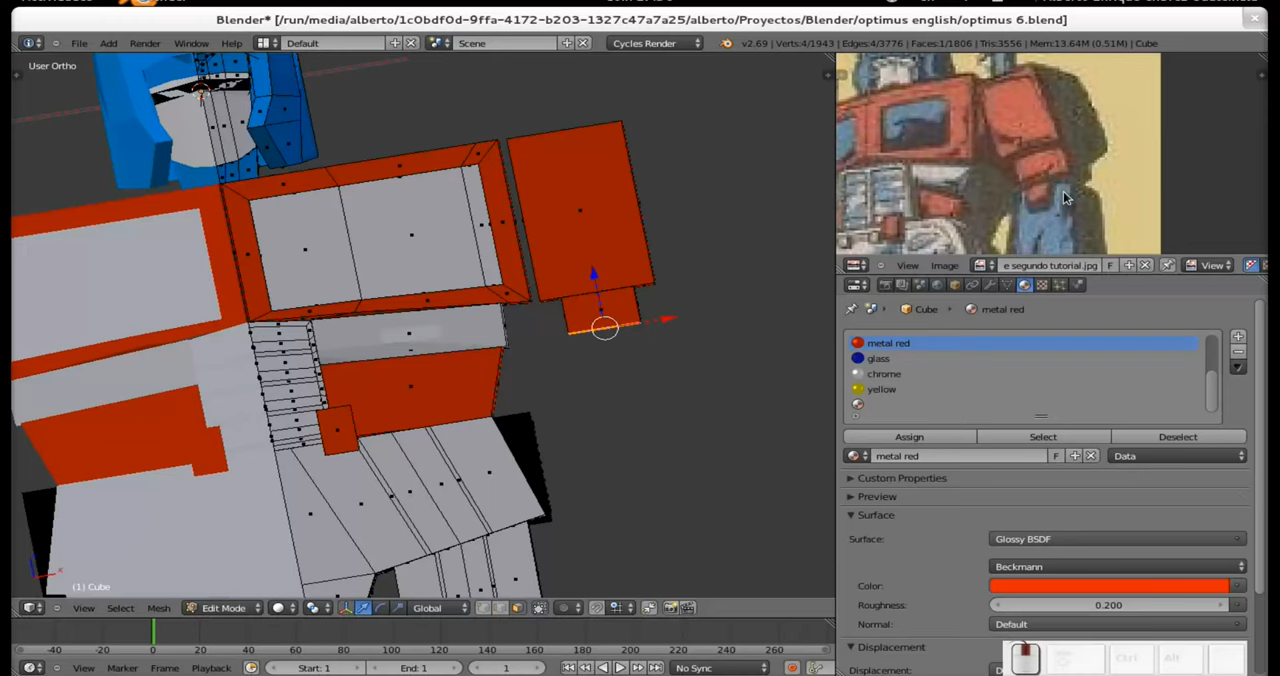 Blender* [/run/media/alberto/1c0bdf0d-9ffa-4172-b203-1327c47a7a25/alberto/Proyectos/Blender/optimus english/optimus 6.blend]
File Add Render Window Help Default Scene Cycles Render v2.69 | Verts:4/1943 | Edges:4/3776 | Faces:1/1806 | Tris:3556 | Mem:13.64M (0.51M) | Cube
User Ortho
View Image e segundo tutorial.jpg F View
Cube metal red
metal red
glass
chrome
yellow
Assign Select Deselect
metal red F Data
Custom Properties
Preview
Surface
Surface: Glossy BSDF
Beckmann
Color:
Roughness: 0.200
Normal: Default
Displacement
Displacement:
Ctrl Alt
(1) Cube
View Select Mesh Edit Mode Global
-40 -20 0 20 40 60 80 100 120 140 160 180 200 220 240 260
View Marker Frame Playback Start: 1 End: 1 1 No Sync